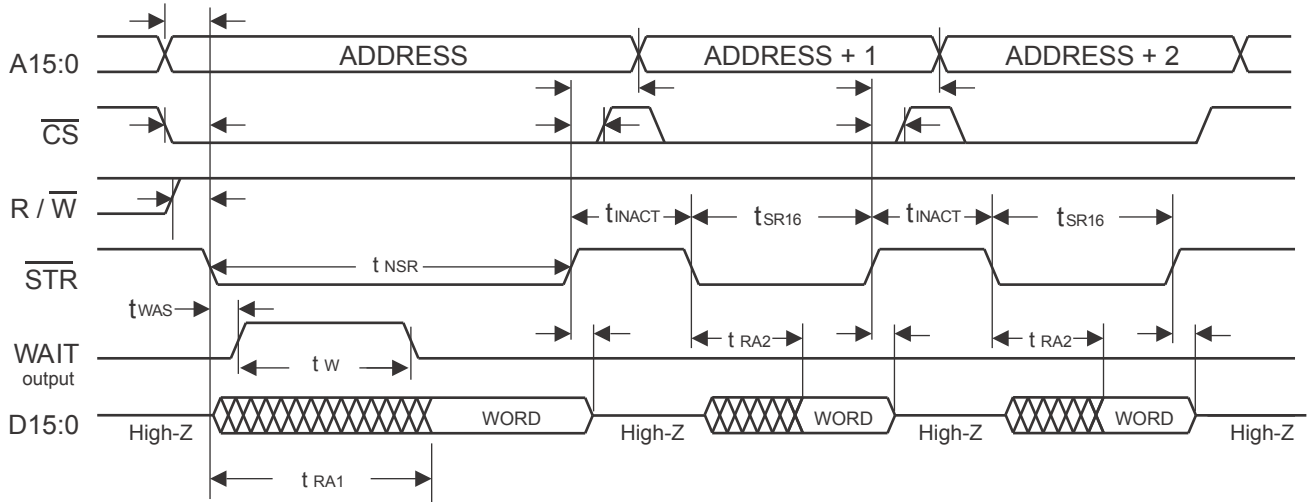 A15:0 ADDRESS ADDRESS + 1 ADDRESS + 2
CS
R / W
tINACT tSR16 tINACT tSR16
STR t NSR
tWAS
WAIT
output
t W t RA2 t RA2
D15:0 WORD WORD WORD
High-Z High-Z High-Z High-Z
t RA1